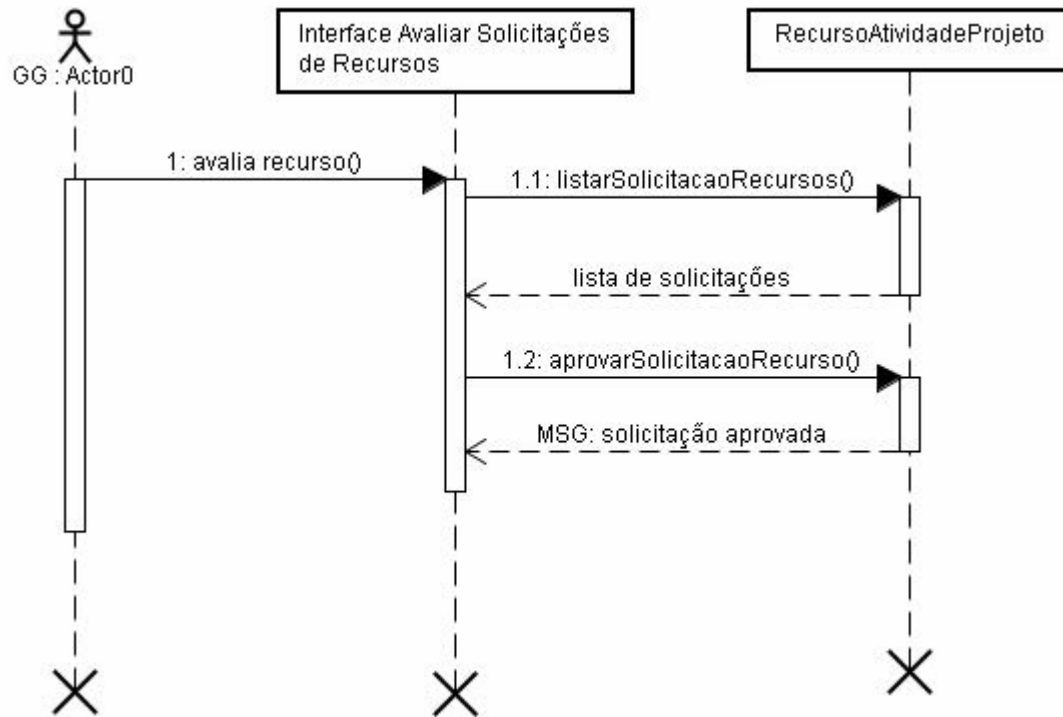 Interface Avaliar Solicitações
de Recursos
RecursoAtividadeProjeto
GG : Actor0
1: avalia recurso()
1.1: listarSolicitacaoRecursos()
lista de solicitações
1.2: aprovarSolicitacaoRecurso()
MSG: solicitação aprovada